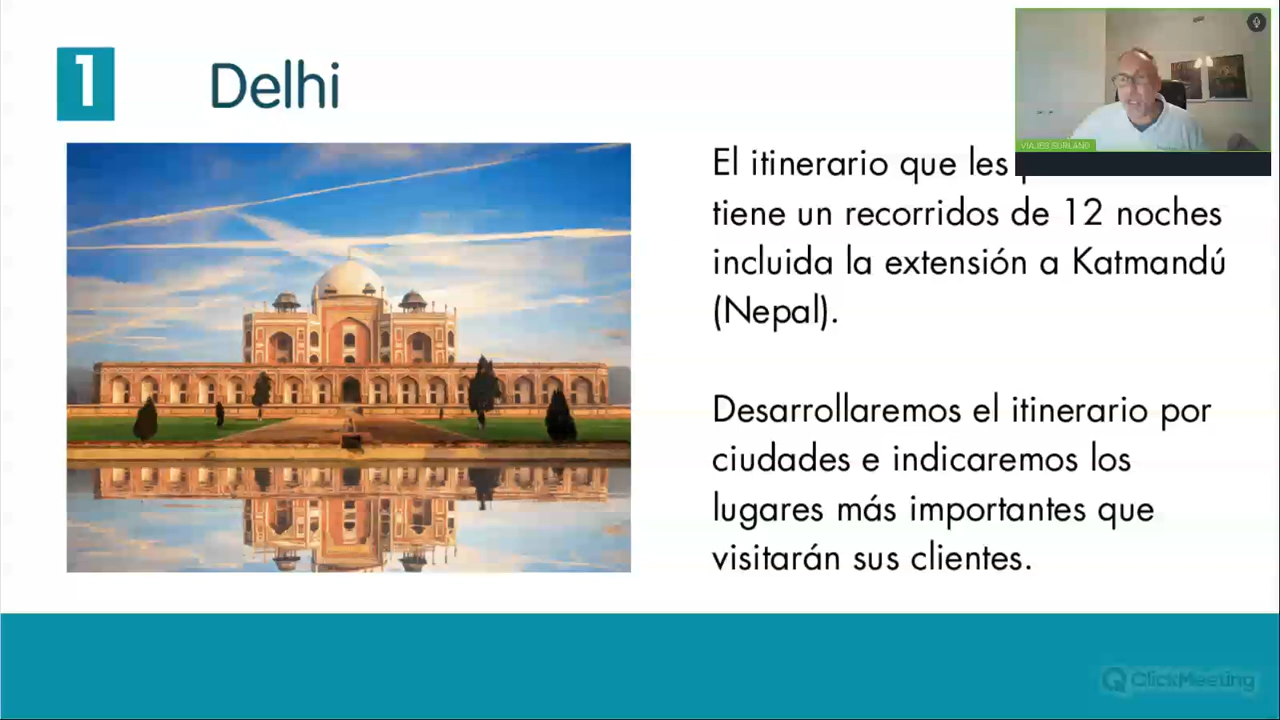 1 Delhi
VIAJES SURLAND
El itinerario que les
tiene un recorridos de 12 noches
incluida la extensión a Katmandú
(Nepal).
Desarrollaremos el itinerario por
ciudades e indicaremos los
lugares más importantes que
visitarán sus clientes.
ClickMeeting